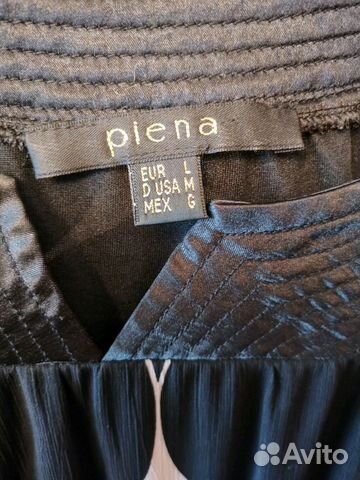 piena
EUR L
D USA M
MEX G
Avito